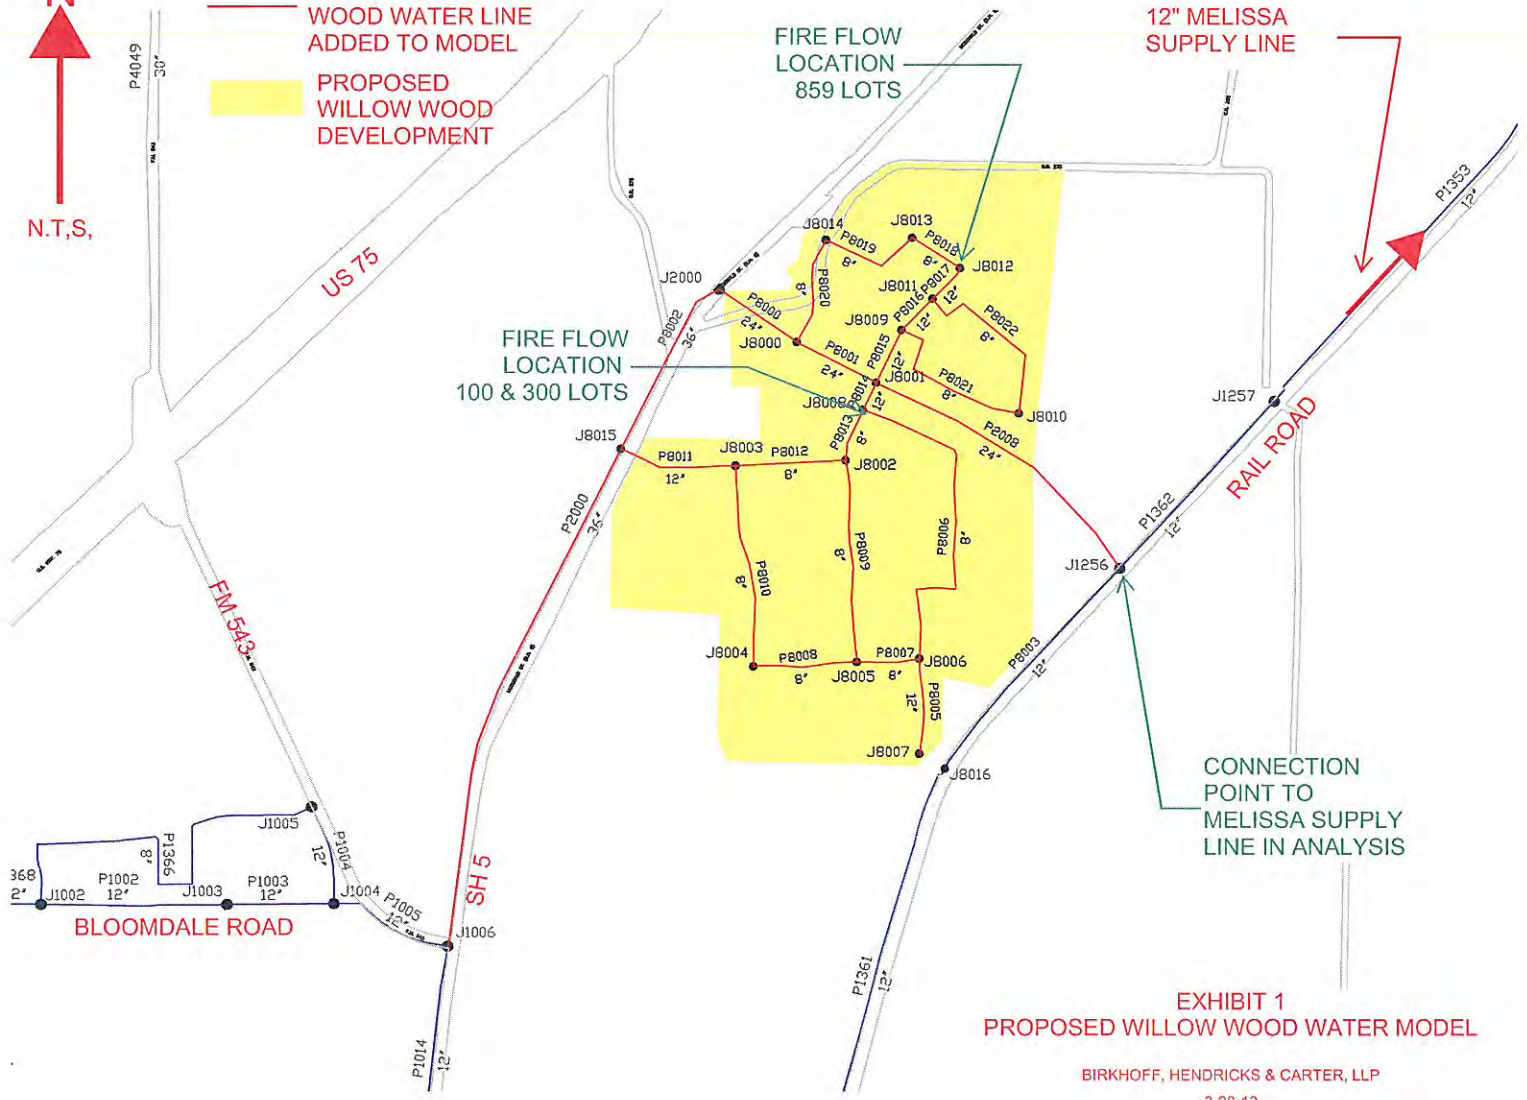 N
N.T,S,
WOOD WATER LINE
ADDED TO MODEL
PROPOSED
WILLOW WOOD
DEVELOPMENT
P4049
30"
US 75
FIRE FLOW
LOCATION
859 LOTS
12" MELISSA
SUPPLY LINE
P1353
12"
J8014
J8013
P8019
8"
P8018
8"
J8012
J2000
P8020
8"
J8011
P8017
12"
P8000
24"
P8016
12"
P8022
8"
P8002
36"
J8009
J8000
FIRE FLOW
LOCATION
100 & 300 LOTS
P8001
24"
P8015
12"
P8021
8"
J8001
P8014
12"
J8008
J8010
P2008
24"
J1257
RAIL ROAD
J8015
P8011
12"
J8003
P8012
8"
P8013
8"
J8002
P2000
36"
P1362
12"
P8006
8"
P8009
8"
P8010
8"
J1256
FM 543
J8004
P8008
8"
J8005
P8007
8"
J8006
P8003
12"
P8005
12"
J8007
J8016
CONNECTION
POINT TO
MELISSA SUPPLY
LINE IN ANALYSIS
J1005
P1366
8"
P1004
12"
368
2"
J1002
P1002
12"
J1003
P1003
12"
J1004
P1005
12"
SH 5
BLOOMDALE ROAD
J1006
P1361
12"
P1014
12"
EXHIBIT 1
PROPOSED WILLOW WOOD WATER MODEL
BIRKHOFF, HENDRICKS & CARTER, LLP